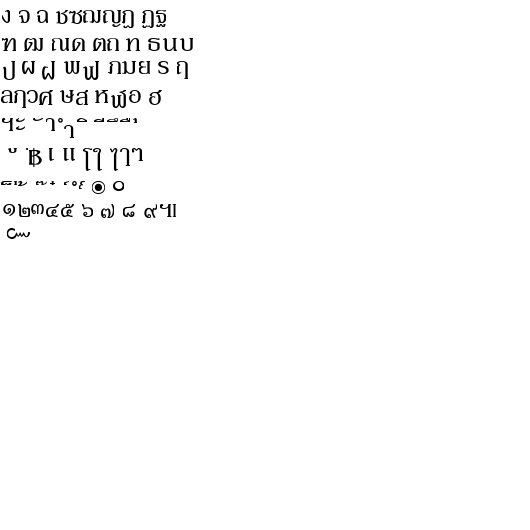 ง จ ฉ ชซฌญฎ ฏฐ
ฑ ฒ ณด ตถ ท ธนบ
ป ผ ฝ พฟ ภมย ร ฤ
ลฦวศ ษส ห ฬอ ฮ
ฯะ ั า ำ ิ ี ึ ื
฿ เ แ โใ ไๅๆ
๏ ๐
๑๒๓๔๕ ๖ ๗ ๘ ๙๚
๛